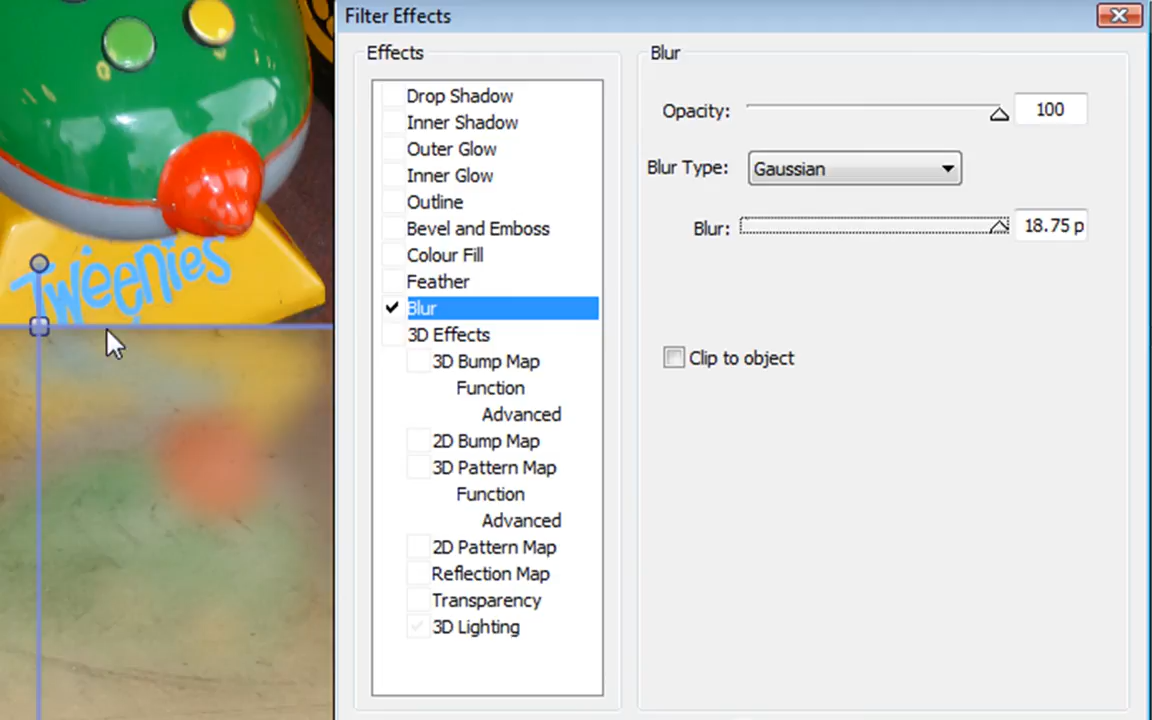 Filter Effects
Effects
Drop Shadow
Inner Shadow
Outer Glow
Inner Glow
Outline
Bevel and Emboss
Colour Fill
Feather
Blur
3D Effects
3D Bump Map
Function
Advanced
2D Bump Map
3D Pattern Map
Function
Advanced
2D Pattern Map
Reflection Map
Transparency
3D Lighting
Blur
Opacity: 100
Blur Type: Gaussian
Blur: 18.75 p
Clip to object
Tweenies